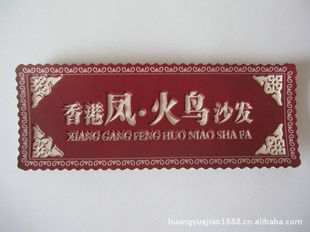 香港凤·火鸟沙发
XIANG GANG FENG HUO NIAO SHA FA
huangyuejiao1688.cn.alibaba.com